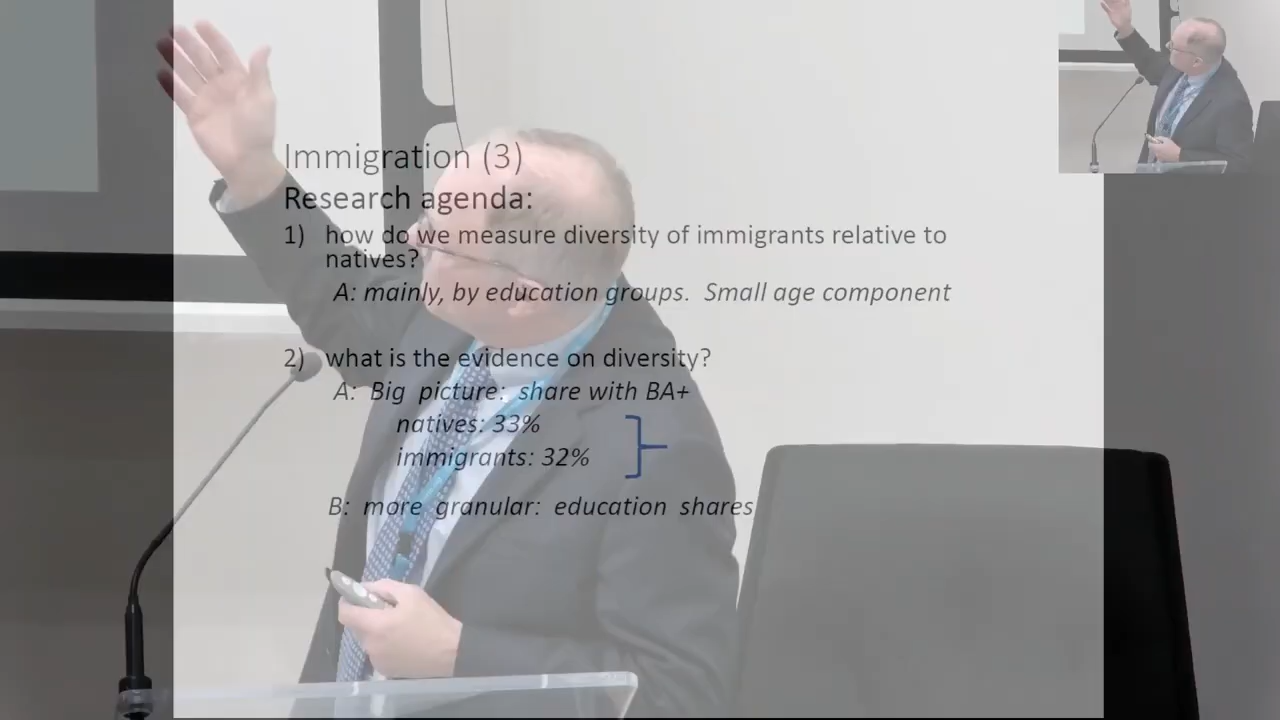 Immigration (3)
Research agenda:
1) how do we measure diversity of immigrants relative to
natives?
A: mainly, by education groups. Small age component
2) what is the evidence on diversity?
A: Big picture: share with BA+
natives: 33%
immigrants: 32%
B: more granular: education shares